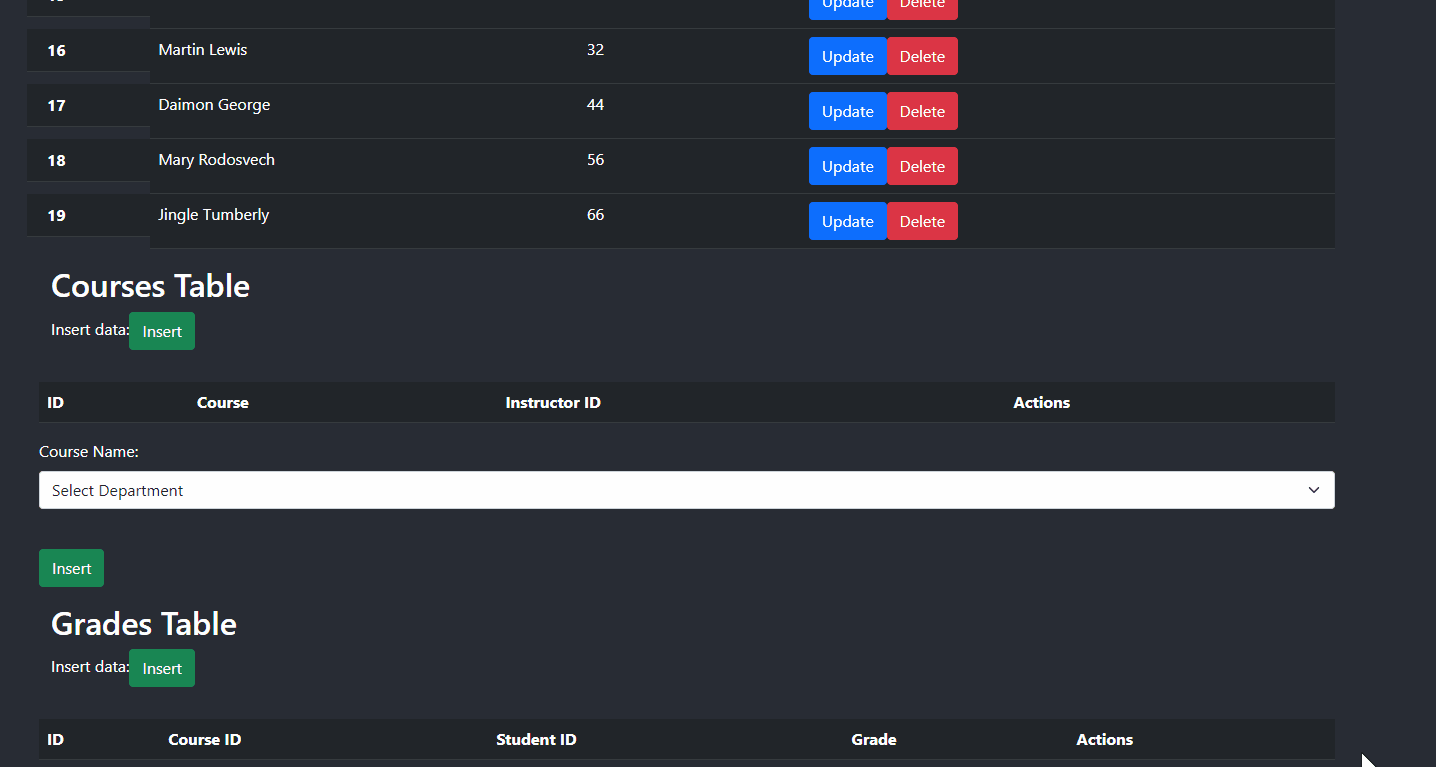 15 Update Delete
16 Martin Lewis 32 Update Delete
17 Daimon George 44 Update Delete
18 Mary Rodosvech 56 Update Delete
19 Jingle Tumberly 66 Update Delete
Courses Table
Insert data: Insert
ID Course Instructor ID Actions
Course Name:
Select Department
Insert
Grades Table
Insert data: Insert
ID Course ID Student ID Grade Actions